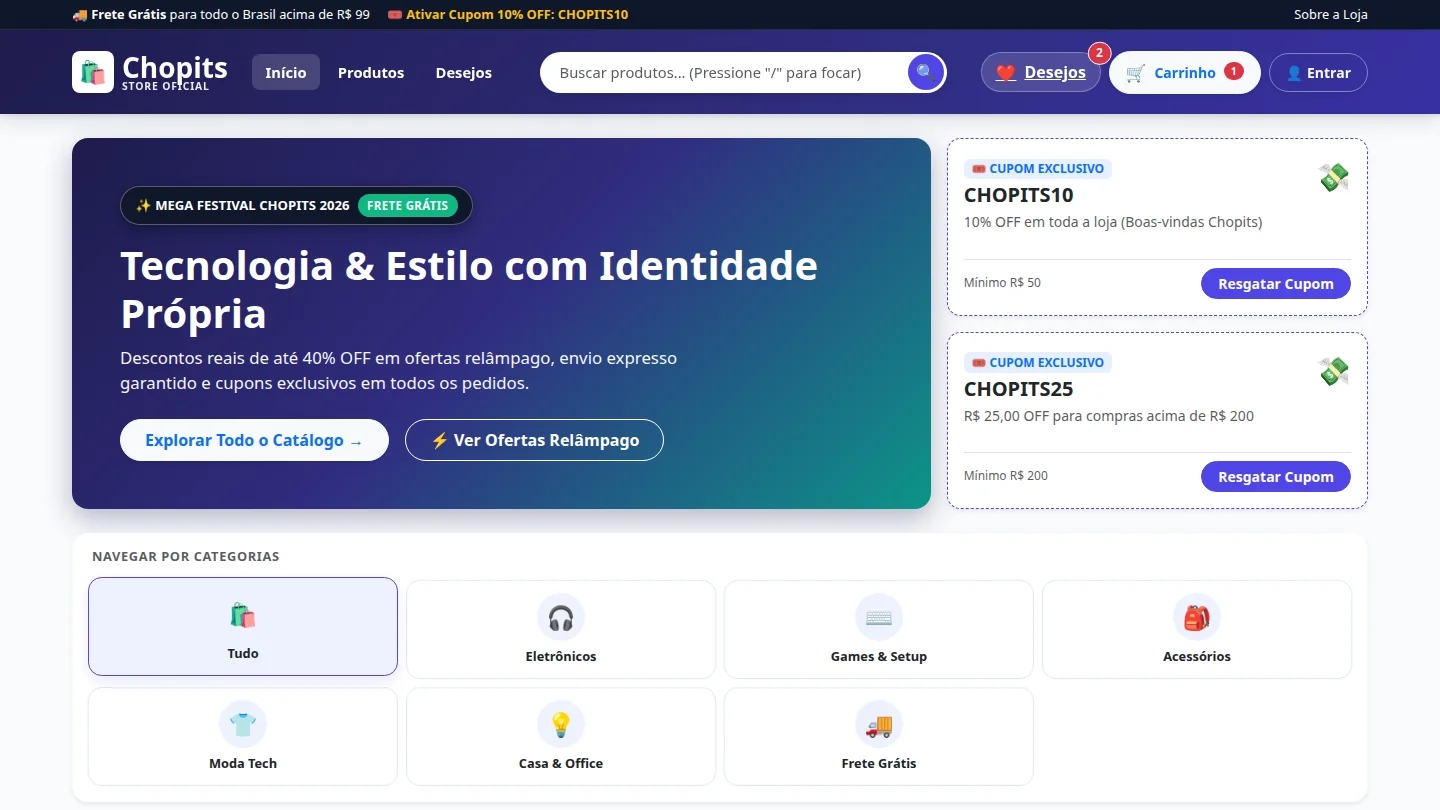 🚚 Frete Grátis para todo o Brasil acima de R$ 99 🎟️ Ativar Cupom 10% OFF: CHOPITS10 Sobre a Loja
Chopits
STORE OFICIAL
Início Produtos Desejos
Buscar produtos... (Pressione "/" para focar)
❤️ Desejos 2
🛒 Carrinho 1
👤 Entrar
✨ MEGA FESTIVAL CHOPITS 2026 FRETE GRÁTIS
Tecnologia & Estilo com Identidade
Própria
Descontos reais de até 40% OFF em ofertas relâmpago, envio expresso
garantido e cupons exclusivos em todos os pedidos.
Explorar Todo o Catálogo → ⚡ Ver Ofertas Relâmpago
🎟️ CUPOM EXCLUSIVO
CHOPITS10
10% OFF em toda a loja (Boas-vindas Chopits)
Mínimo R$ 50 Resgatar Cupom
🎟️ CUPOM EXCLUSIVO
CHOPITS25
R$ 25,00 OFF para compras acima de R$ 200
Mínimo R$ 200 Resgatar Cupom
NAVEGAR POR CATEGORIAS
Tudo Eletrônicos Games & Setup Acessórios
Moda Tech Casa & Office Frete Grátis